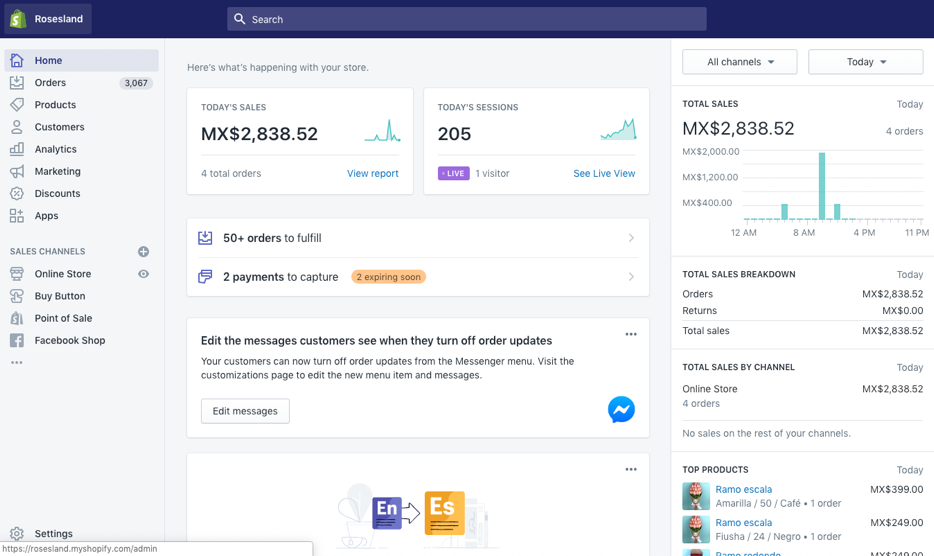 Rosesland
Search
Home
Orders 3,067
Products
Customers
Analytics
Marketing
Discounts
Apps
SALES CHANNELS
Online Store
Buy Button
Point of Sale
Facebook Shop
Settings
https://rosesland.myshopify.com/admin
Here's what's happening with your store.
TODAY'S SALES
MX$2,838.52
4 total orders View report
TODAY'S SESSIONS
205
LIVE 1 visitor See Live View
50+ orders to fulfill
2 payments to capture 2 expiring soon
Edit the messages customers see when they turn off order updates
Your customers can now turn off order updates from the Messenger menu. Visit the
customizations page to edit the new menu item and messages.
Edit messages
En Es
All channels Today
TOTAL SALES Today
MX$2,838.52 4 orders
MX$2,000.00
MX$1,200.00
MX$400.00
12 AM 8 AM 4 PM 11 PM
TOTAL SALES BREAKDOWN Today
Orders MX$2,838.52
Returns MX$0.00
Total sales MX$2,838.52
TOTAL SALES BY CHANNEL Today
Online Store MX$2,838.52
4 orders
No sales on the rest of your channels.
TOP PRODUCTS Today
Ramo escala MX$399.00
Amarilla / 50 / Café • 1 order
Ramo escala MX$249.00
Fiusha / 24 / Negro • 1 order
Ramo redondo MX$249.00